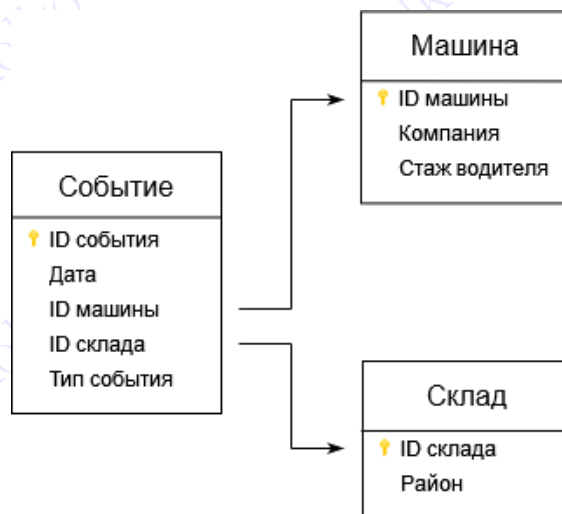 Машина
ID машины
Компания
Стаж водителя
Событие
ID события
Дата
ID машины
ID склада
Тип события
Склад
ID склада
Район